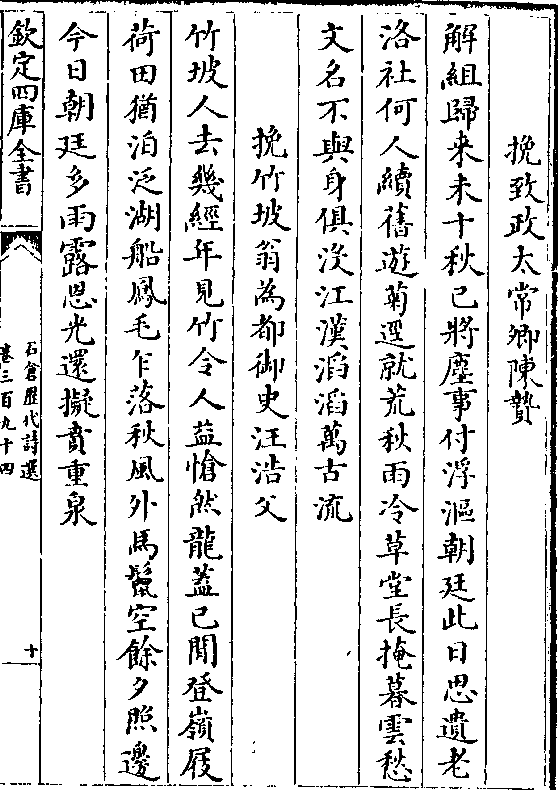 挽致政太常卿陳贄
解組歸来未十秋已將塵事付浮漚朝廷此日思遺老
洛社何人續舊遊菊逕就荒秋雨冷草堂長掩暮雲愁
文名不與身俱没江漢滔滔萬古流
挽竹坡翁為都御史汪浩父
竹坡人去幾經年見竹令人益愴然龍蓋已閒登嶺屐
荷田猶泊泛湖船鳳毛乍落秋風外馬鬛空餘夕照邊
今日朝廷多雨露恩光還擬賁重泉
欽定四庫全書
石倉歷代詩選
卷三百九十四
十